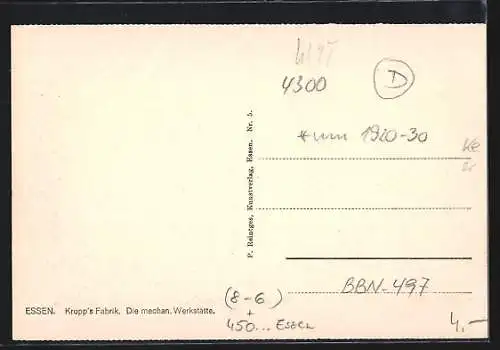 4300
D
*um 1920-30
P. Reintges, Kunstverlag, Essen. Nr. 5.
BBN-497
(8-6)
+
450... Essen
4,-
ESSEN. Krupp's Fabrik. Die mechan. Werkstätte.